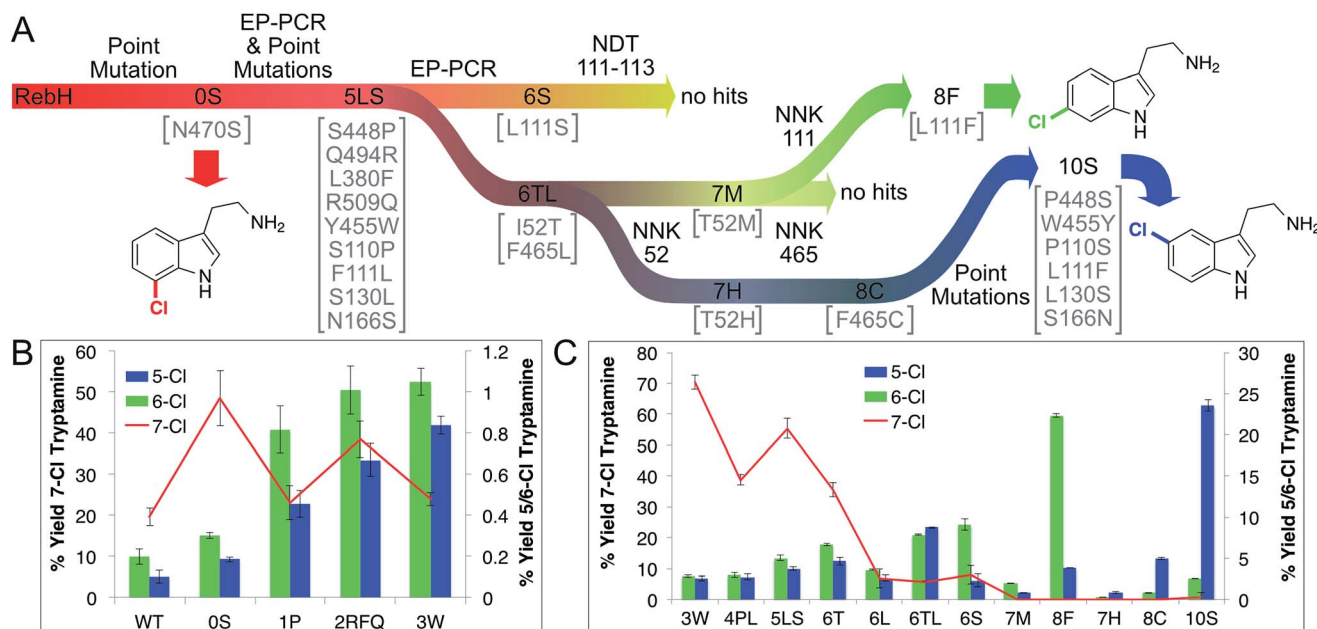 A
Point
Mutation
EP-PCR
& Point
Mutations
EP-PCR
NDT
111-113
RebH
0S
5LS
6S
no hits
[N470S]
S448P
Q494R
L380F
R509Q
Y455W
S110P
F111L
S130L
N166S
[L111S]
Cl
NH
NH2
6TL
I52T
F465L
7M
[T52M]
no hits
NNK
111
8F
[L111F]
Cl
NH
NH2
NNK
52
NNK
465
7H
[T52H]
8C
[F465C]
Point
Mutations
10S
P448S
W455Y
P110S
L111F
L130S
S166N
Cl
NH
NH2
B
% Yield 7-Cl Tryptamine
60
50
40
30
20
10
0
5-Cl
6-Cl
7-Cl
1.2
1
0.8
0.6
0.4
0.2
0
% Yield 5/6-Cl Tryptamine
WT 0S 1P 2RFQ 3W
C
% Yield 7-Cl Tryptamine
80
70
60
50
40
30
20
10
0
5-Cl
6-Cl
7-Cl
30
25
20
15
10
5
0
% Yield 5/6-Cl Tryptamine
3W 4PL 5LS 6T 6L 6TL 6S 7M 8F 7H 8C 10S